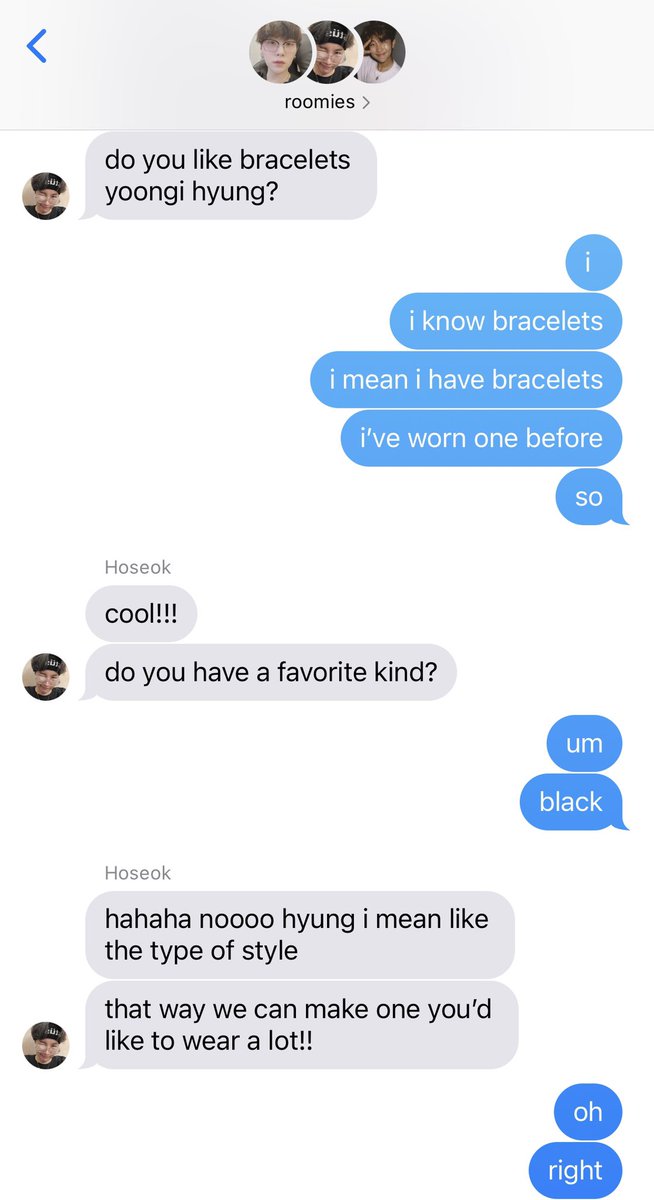 roomies
do you like bracelets
yoongi hyung?
i
i know bracelets
i mean i have bracelets
i've worn one before
so
Hoseok
cool!!!
do you have a favorite kind?
um
black
Hoseok
hahaha noooo hyung i mean like
the type of style
that way we can make one you'd
like to wear a lot!!
oh
right